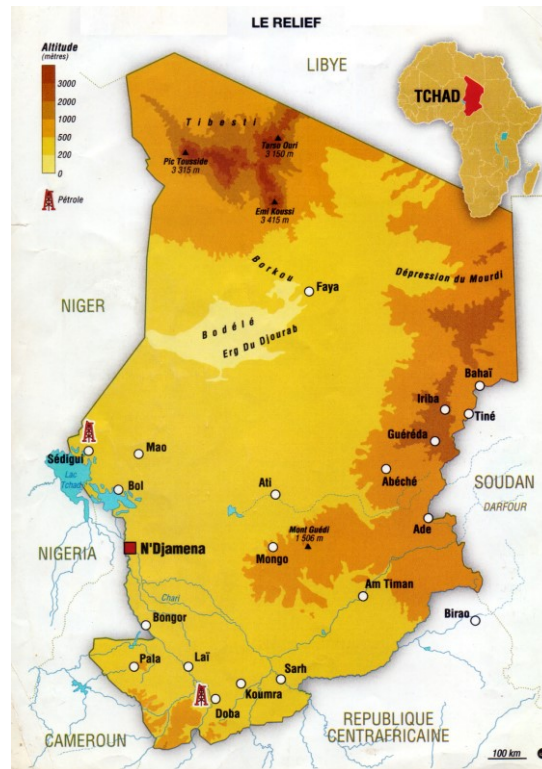 LE RELIEF
Altitude
(mètres)
3000
2000
1000
500
200
0
Pétrole
LIBYE
TCHAD
Tibesti
Tarso Ouri
3 150 m
Pic Tousside
3 315 m
Emi Koussi
3 415 m
Borkou
Faya
Dépression du Mourdi
NIGER
Bodélé
Erg Du Djourab
Bahaï
Iriba
Tiné
Guéréda
Mao
Sédigui
Abéché
SOUDAN
Lac
Tchad
Bol
Ati
DARFOUR
Ade
Mont Guédi
1 506 m
NIGERIA
N'Djamena
Mongo
Am Timan
Chari
Birao
Bongor
Pala
Laï
Sarh
Koumra
Doba
REPUBLIQUE
CENTRAFRICAINE
CAMEROUN
100 km